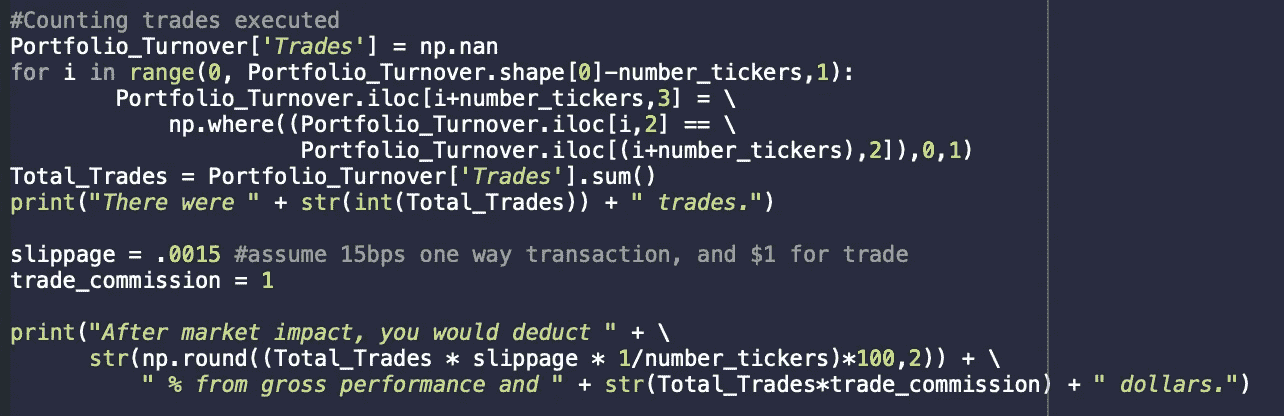 #Counting trades executed
Portfolio_Turnover['Trades'] = np.nan
for i in range(0, Portfolio_Turnover.shape[0]-number_tickers,1):
        Portfolio_Turnover.iloc[i+number_tickers,3] = \
            np.where((Portfolio_Turnover.iloc[i,2] == \
                      Portfolio_Turnover.iloc[(i+number_tickers),2]),0,1)
Total_Trades = Portfolio_Turnover['Trades'].sum()
print("There were " + str(int(Total_Trades)) + " trades.")

slippage = .0015 #assume 15bps one way transaction, and $1 for trade
trade_commission = 1

print("After market impact, you would deduct " + \
      str(np.round((Total_Trades * slippage * 1/number_tickers)*100,2)) + \
          " % from gross performance and " + str(Total_Trades*trade_commission) + " dollars.")